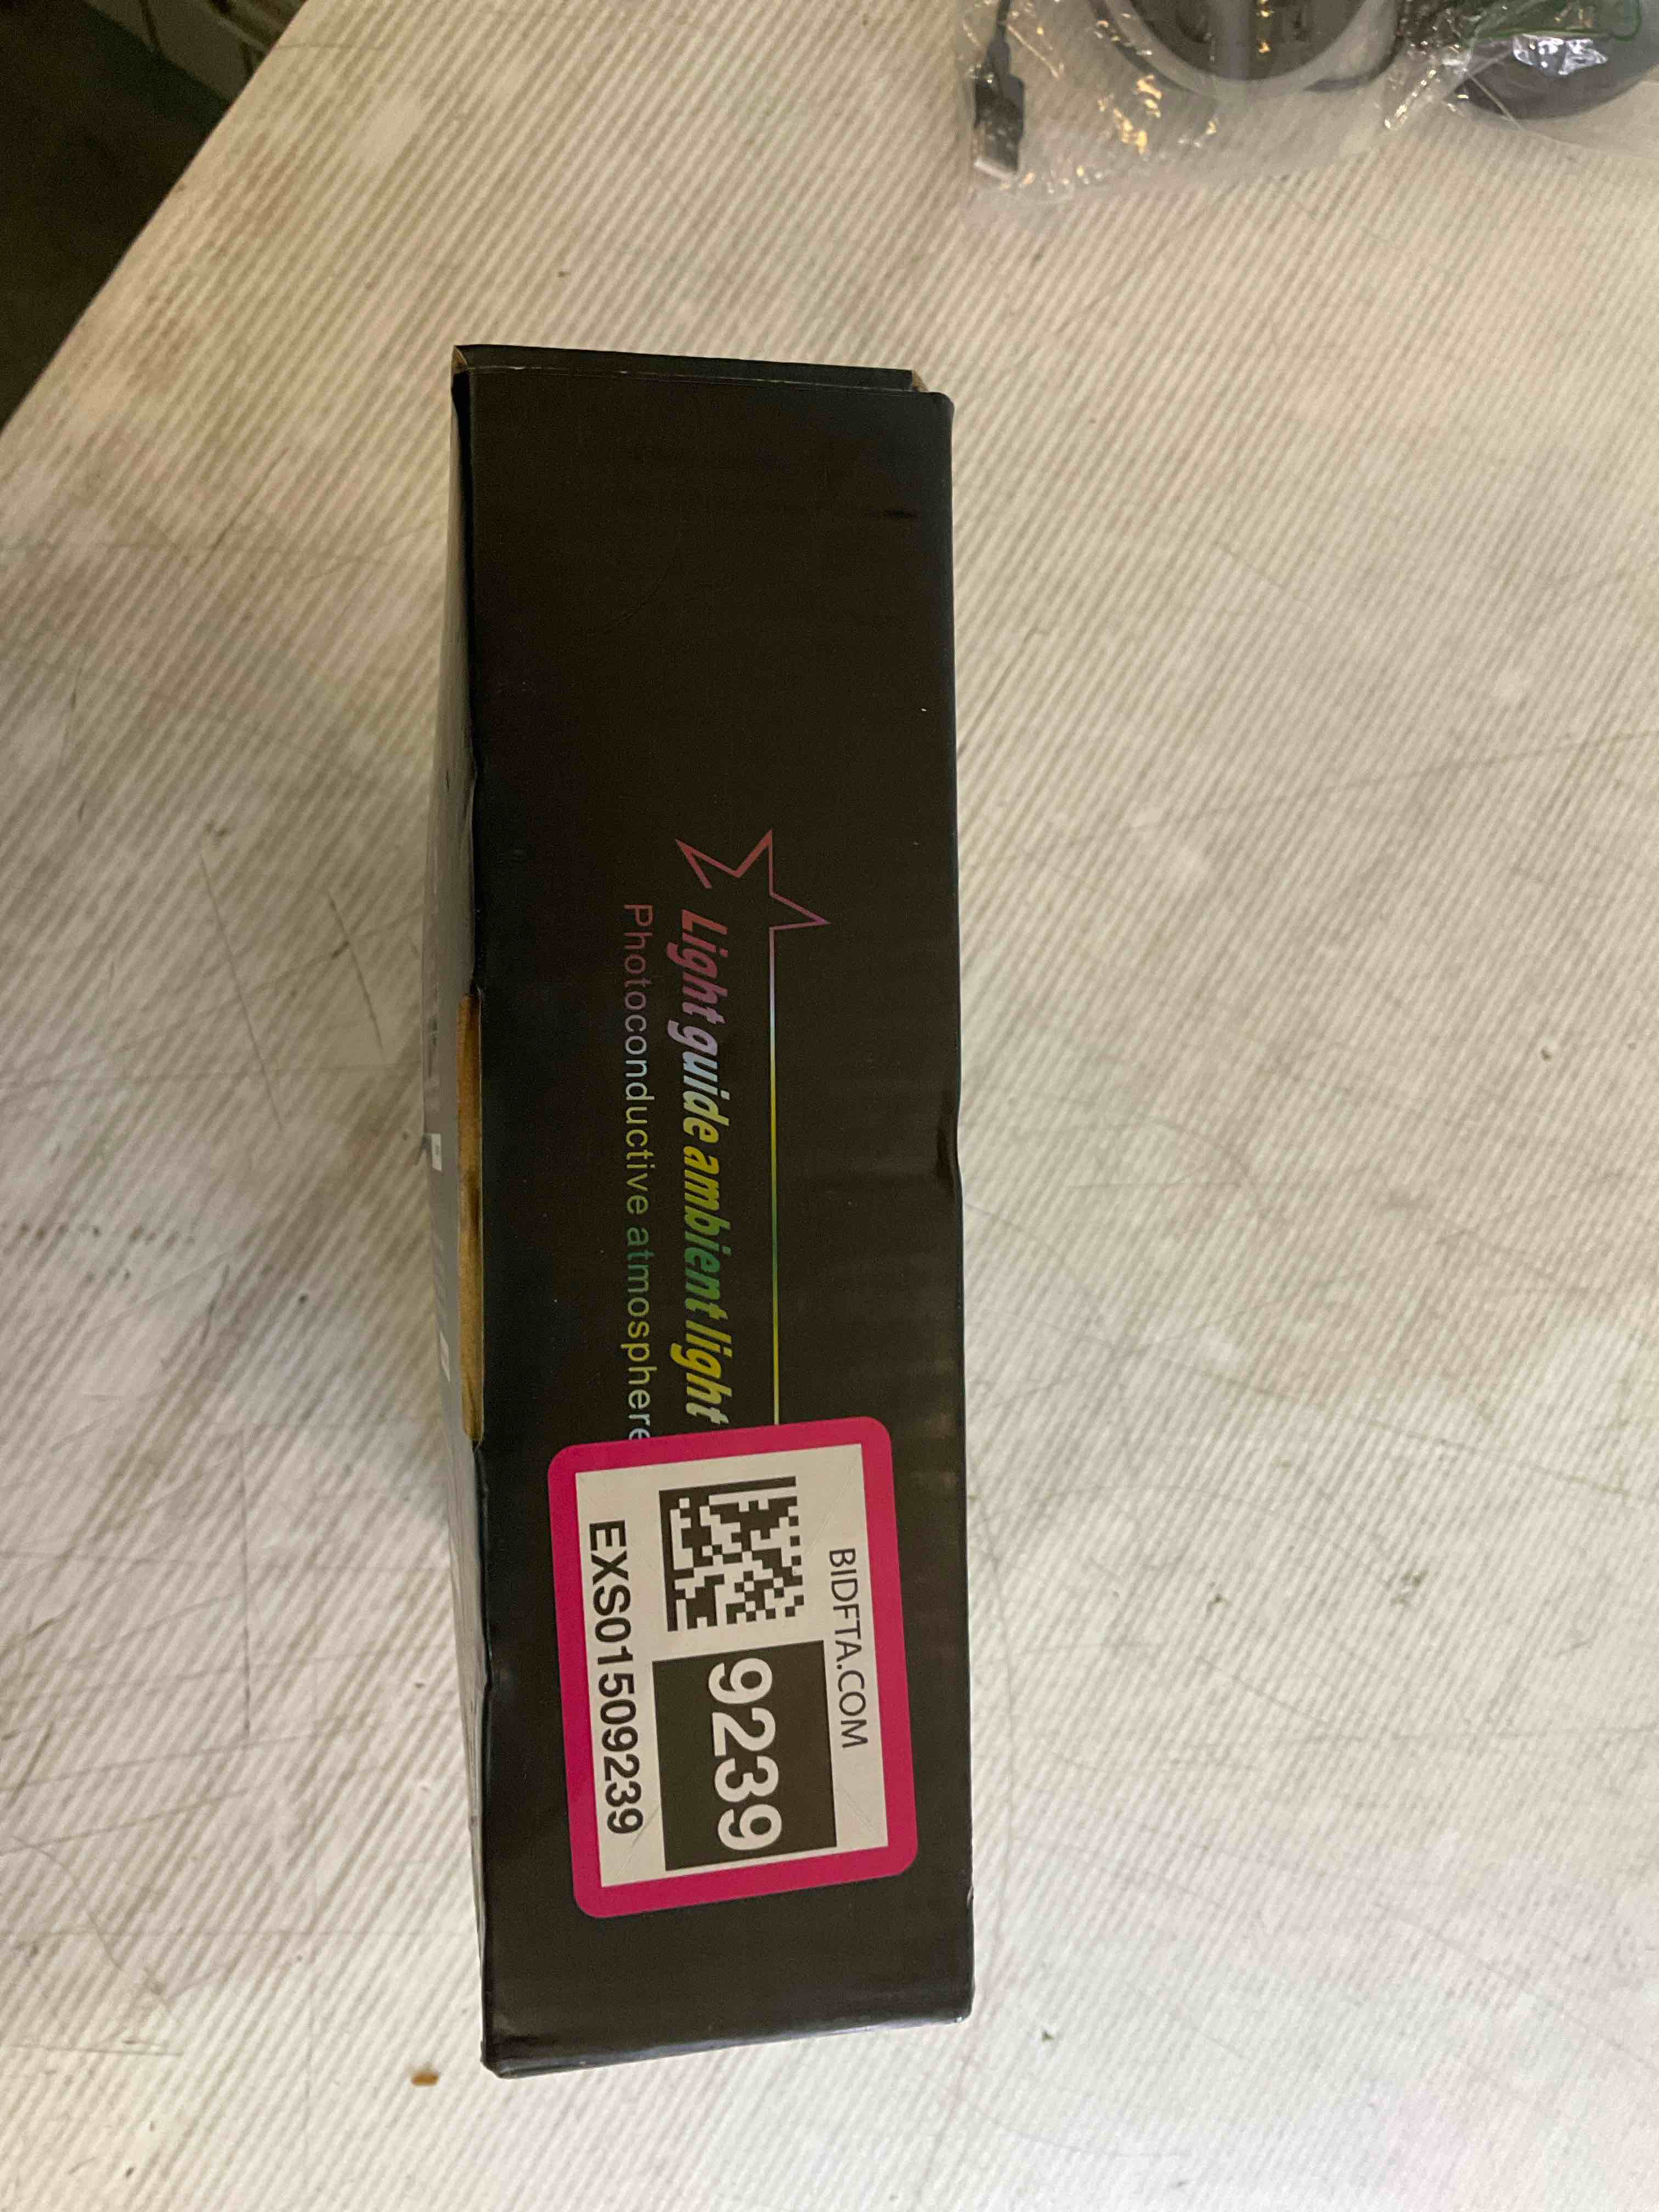 Light guide ambient light
Photoconductive atmosphere
BIDFTA.COM
9239
EXS01509239